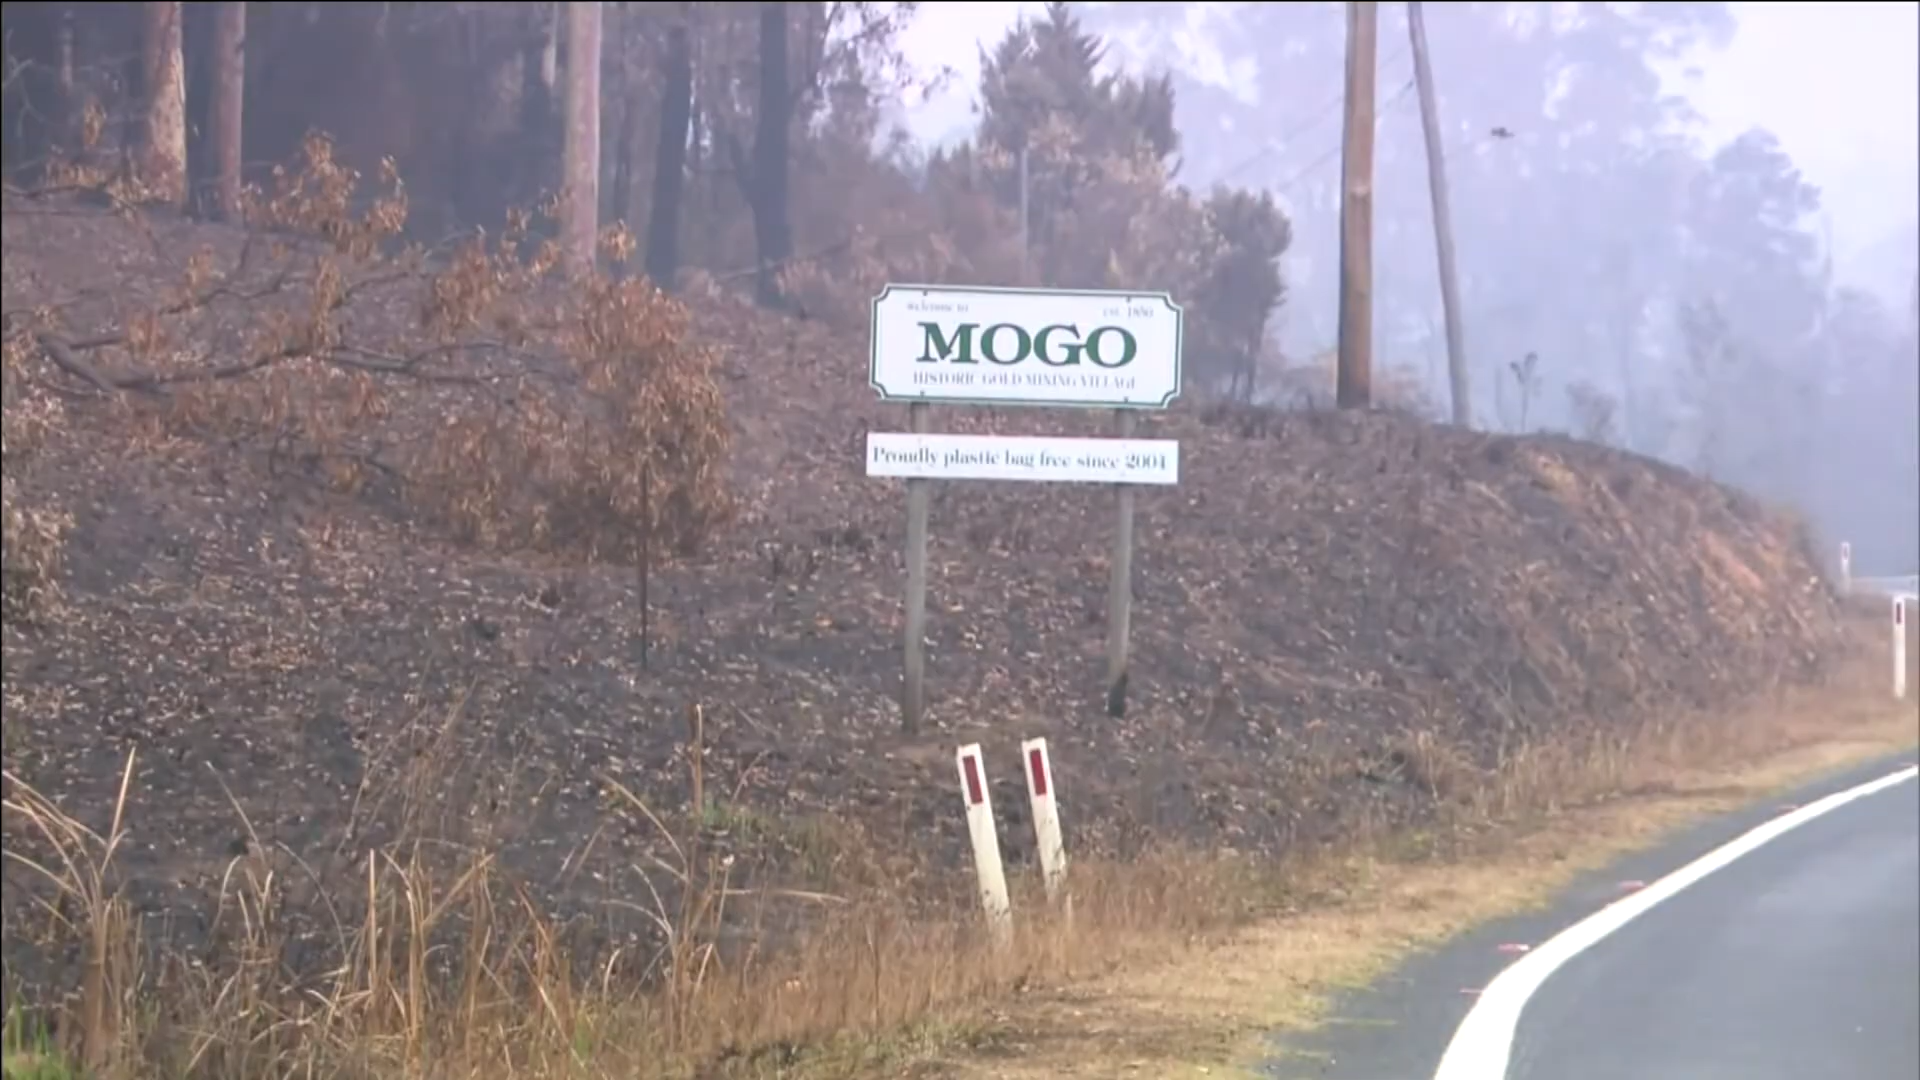 welcome to est. 1850
MOGO
HISTORIC GOLD MINING VILLAGE
Proudly plastic bag free since 2004